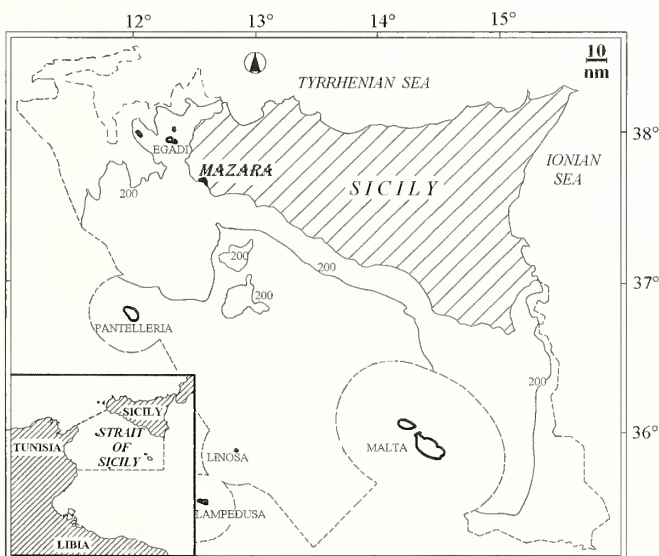 12° 13° 14° 15°
10
nm
TYRRHENIAN SEA
38°
EGADI
IONIAN
SEA
MAZARA
SICILY
200
200
200
37°
200
PANTELLERIA
200
SICILY
TUNISIA
STRAIT
OF
SICILY
MALTA
36°
LINOSA
LAMPEDUSA
LIBIA